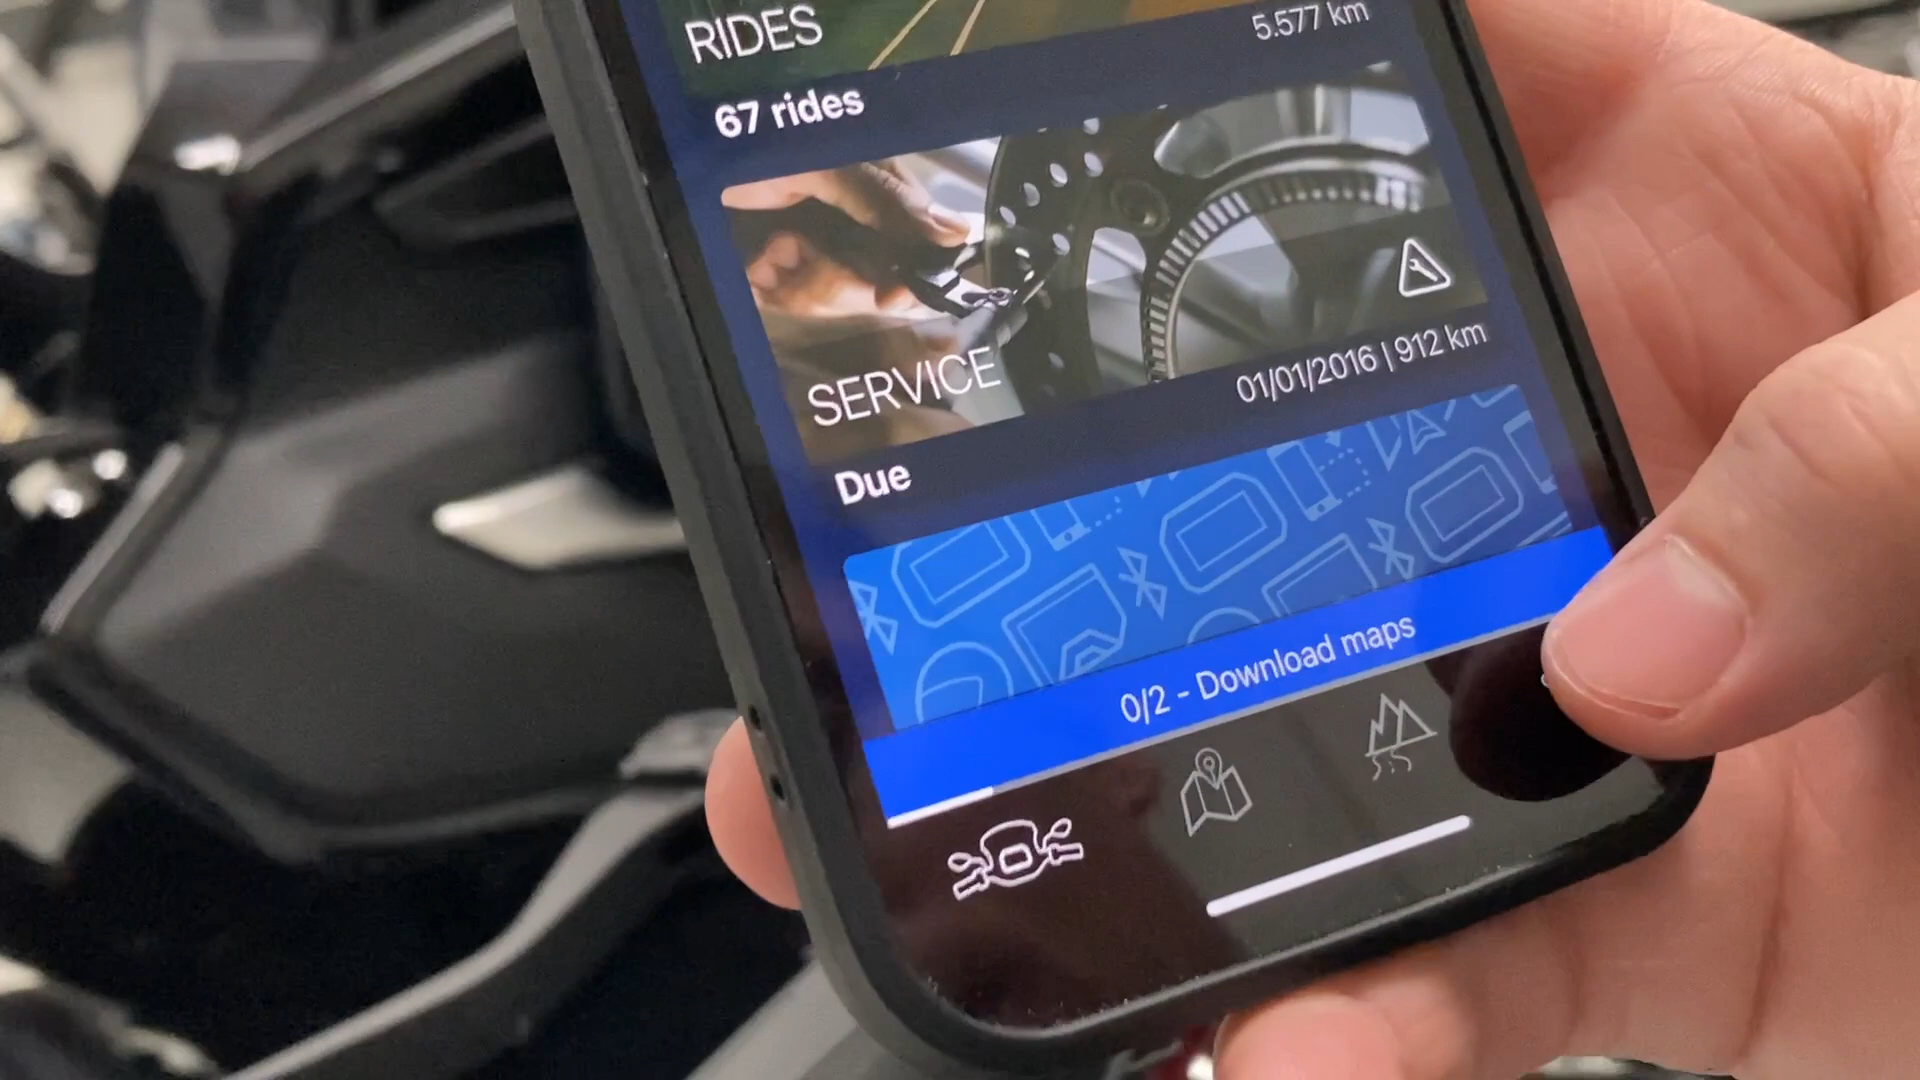 RIDES
5.577 km
67 rides
SERVICE
01/01/2016 | 912 km
Due
0/2 - Download maps